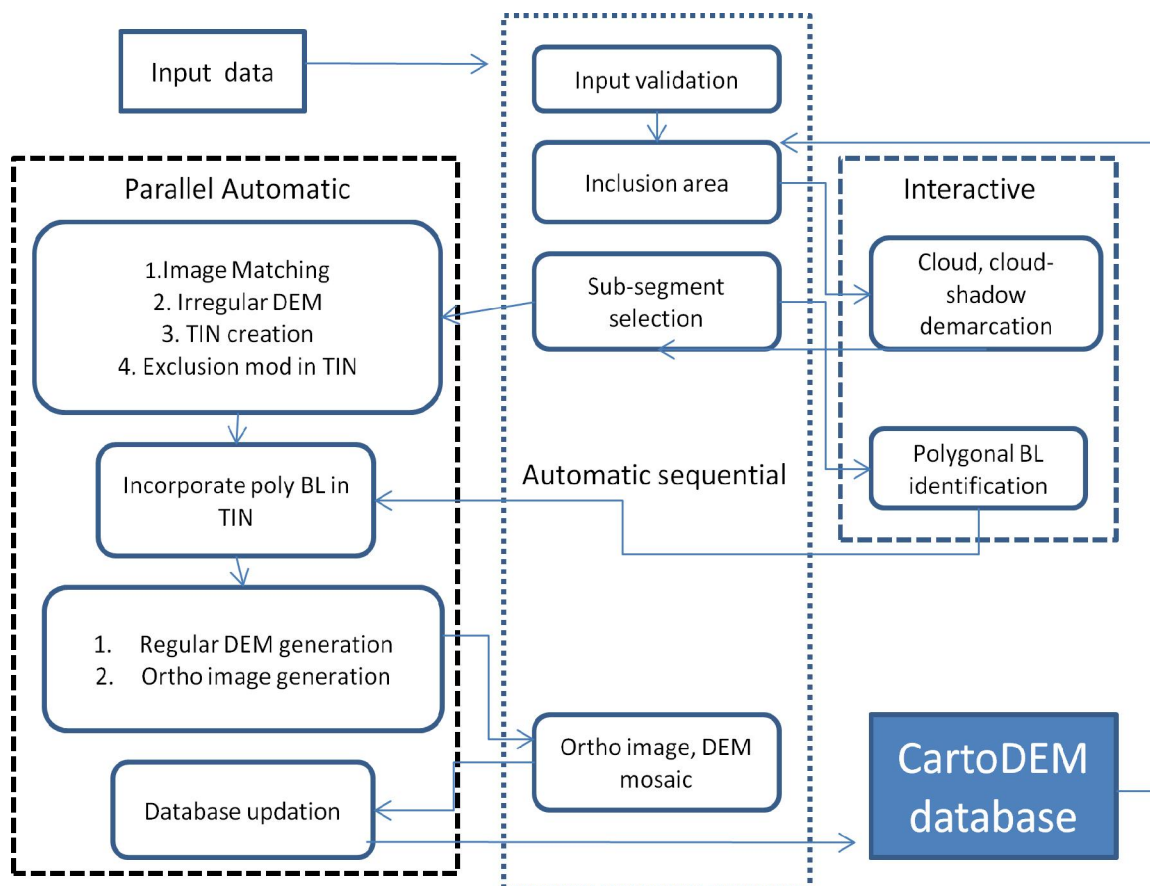 Input data
Input validation
Inclusion area
Sub-segment
selection
Automatic sequential
Ortho image, DEM
mosaic
Parallel Automatic
1.Image Matching
2. Irregular DEM
3. TIN creation
4. Exclusion mod in TIN
Incorporate poly BL in
TIN
1. Regular DEM generation
2. Ortho image generation
Database updation
Interactive
Cloud, cloud-
shadow
demarcation
Polygonal BL
identification
CartoDEM
database